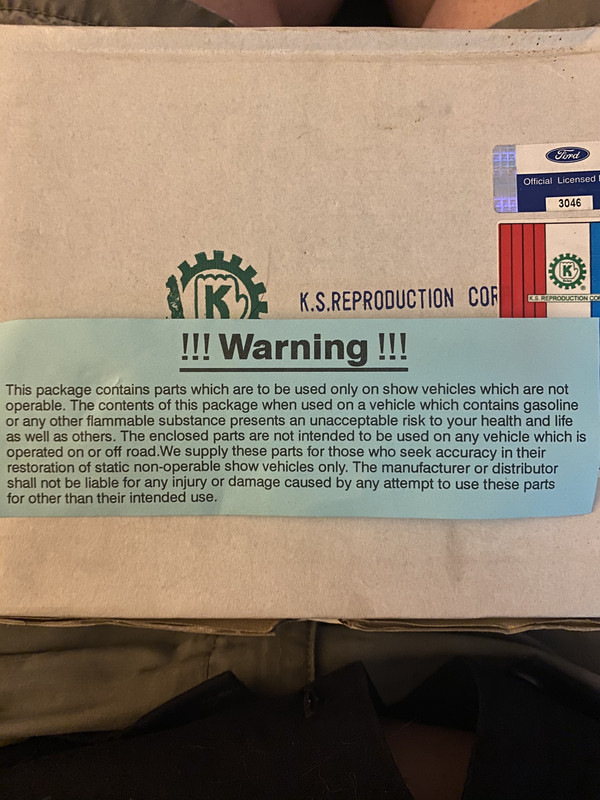 Ford
Official Licensed
3046
K
K
K.S.REPRODUCTION COR
K.S. REPRODUCTION CO
!!! Warning !!!
This package contains parts which are to be used only on show vehicles which are not
operable. The contents of this package when used on a vehicle which contains gasoline
or any other flammable substance presents an unacceptable risk to your health and life
as well as others. The enclosed parts are not intended to be used on any vehicle which is
operated on or off road.We supply these parts for those who seek accuracy in their
restoration of static non-operable show vehicles only. The manufacturer or distributor
shall not be liable for any injury or damage caused by any attempt to use these parts
for other than their intended use.